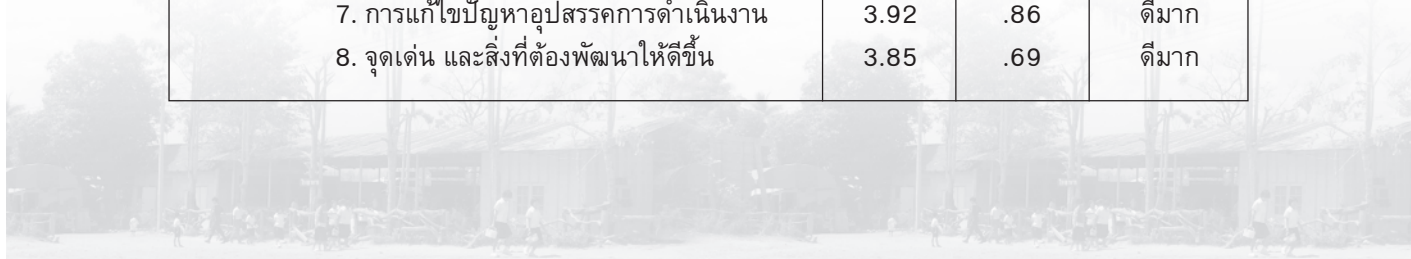 7. การแก้ไขปัญหาอุปสรรคการดำเนินงาน 3.92 .86 ดีมาก
8. จุดเด่น และสิ่งที่ต้องพัฒนาให้ดีขึ้น 3.85 .69 ดีมาก